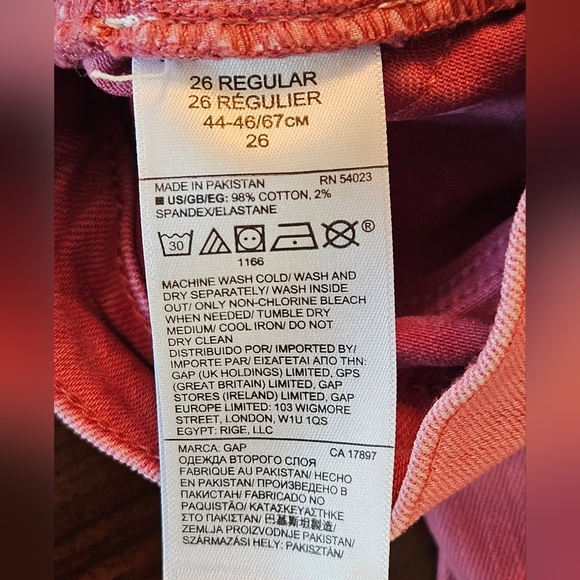 26 REGULAR
26 RÉGULIER
44-46/67CM
26
MADE IN PAKISTAN RN 54023
■ US/GB/EG: 98% COTTON, 2%
SPANDEX/ELASTANE
30 ®
1166
MACHINE WASH COLD/ WASH AND
DRY SEPARATELY/ WASH INSIDE
OUT/ ONLY NON-CHLORINE BLEACH
WHEN NEEDED/ TUMBLE DRY
MEDIUM/ COOL IRON/ DO NOT
DRY CLEAN
DISTRIBUIDO POR/IMPORTED BY/
IMPORTE PAR/ ΕΙΣΑΓΕΤΑΙ ΑΠΟ ΤΗΝ:
GAP (UK HOLDINGS) LIMITED, GPS
(GREAT BRITAIN) LIMITED, GAP
STORES (IRELAND) LIMITED, GAP
EUROPE LIMITED: 103 WIGMORE
STREET, LONDON, W1U 1QS
EGYPT: RIGE, LLC
MARCA: GAP CA 17897
ОДЕЖДА ВТОРОГО СЛОЯ
FABRIQUE AU PAKISTAN/ HECHO
EN PAKISTAN/ ПРОИЗВЕДЕНО В
ПАКИСТАН/ FABRICADO NO
PAQUISTÃO/ ΚΑΤΑΣΚΕΥΑΣΤΗΚΕ
ΣΤΟ ΠΑΚΙΣΤΑΝ/ 巴基斯坦製造/
ZEMLJA PROIZVODNJE PAKISTAN/
SZÁRMAZÁSI HELY: PAKISZTÁN/